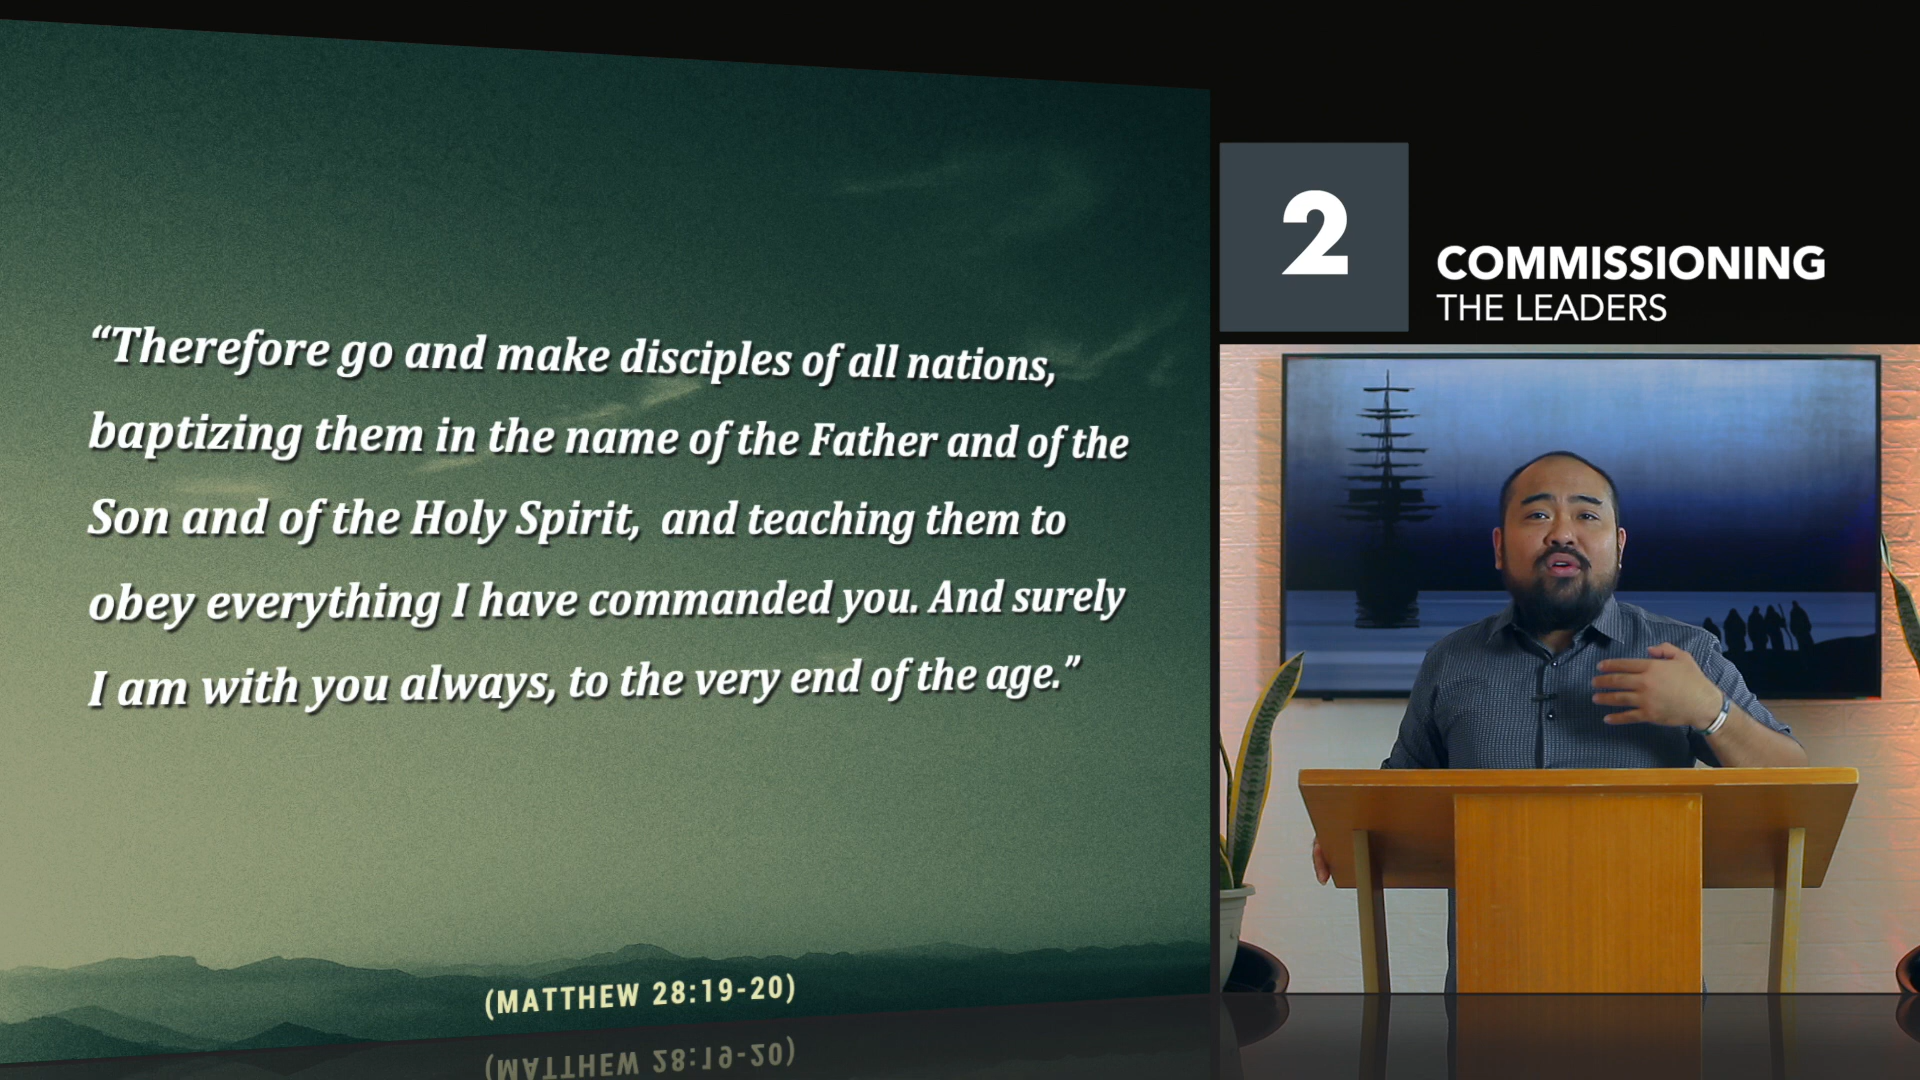 “Therefore go and make disciples of all nations,
baptizing them in the name of the Father and of the
Son and of the Holy Spirit, and teaching them to
obey everything I have commanded you. And surely
I am with you always, to the very end of the age.”
(MATTHEW 28:19-20)
2
COMMISSIONING
THE LEADERS